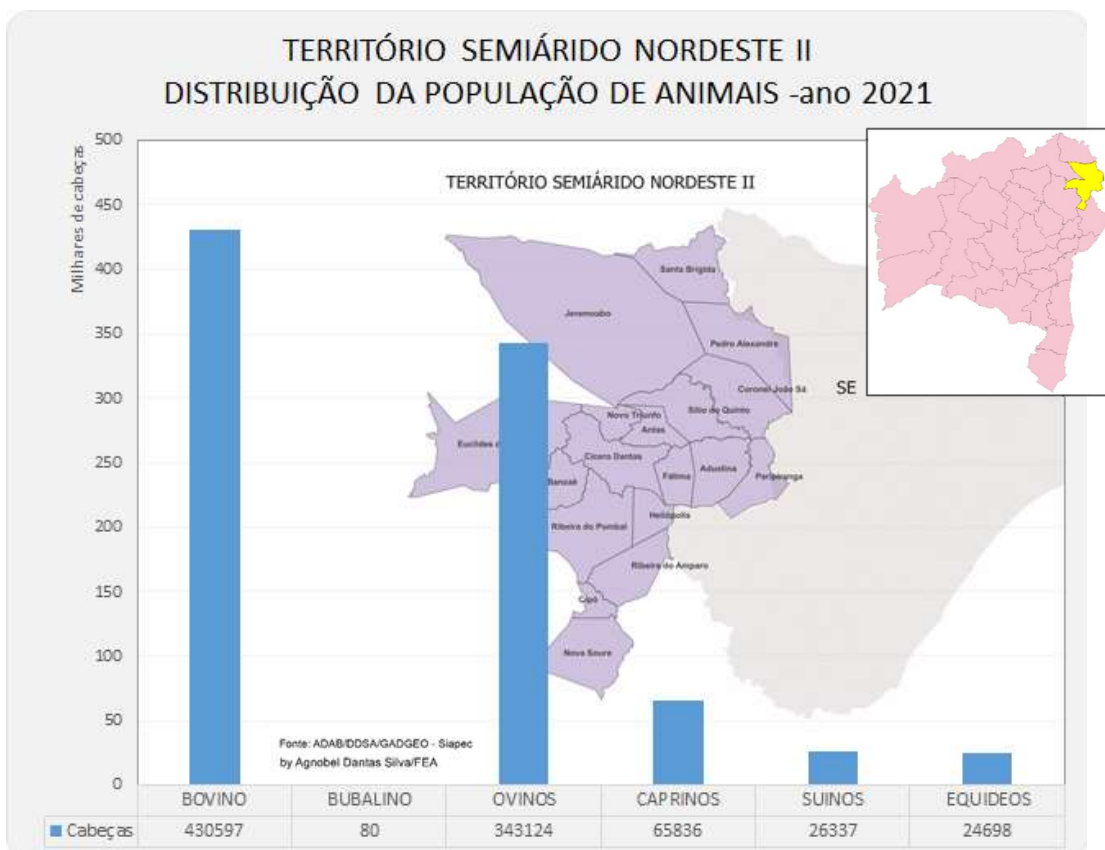 TERRITÓRIO SEMIÁRIDO NORDESTE II
DISTRIBUIÇÃO DA POPULAÇÃO DE ANIMAIS -ano 2021
Milhares de cabeças
500
450
400
350
300
250
200
150
100
50
0
TERRITÓRIO SEMIÁRIDO NORDESTE II
Santa Brígida
Jeremoabo
Pedro Alexandre
Coronel João Sá
SE
Novo Triunfo
Sítio do Quinto
Antas
Euclides d
Cícero Dantas
Fátima
Adustina
Paripiranga
Banzaê
Heliópolis
Ribeira do Pombal
Ribeira do Amparo
Cipó
Nova Soure
Fonte: ADAB/DDSA/GADGEO - Siapec
by Agnobel Dantas Silva/FEA
BOVINO BUBALINO OVINOS CAPRINOS SUINOS EQUIDEOS
Cabeças 430597 80 343124 65836 26337 24698